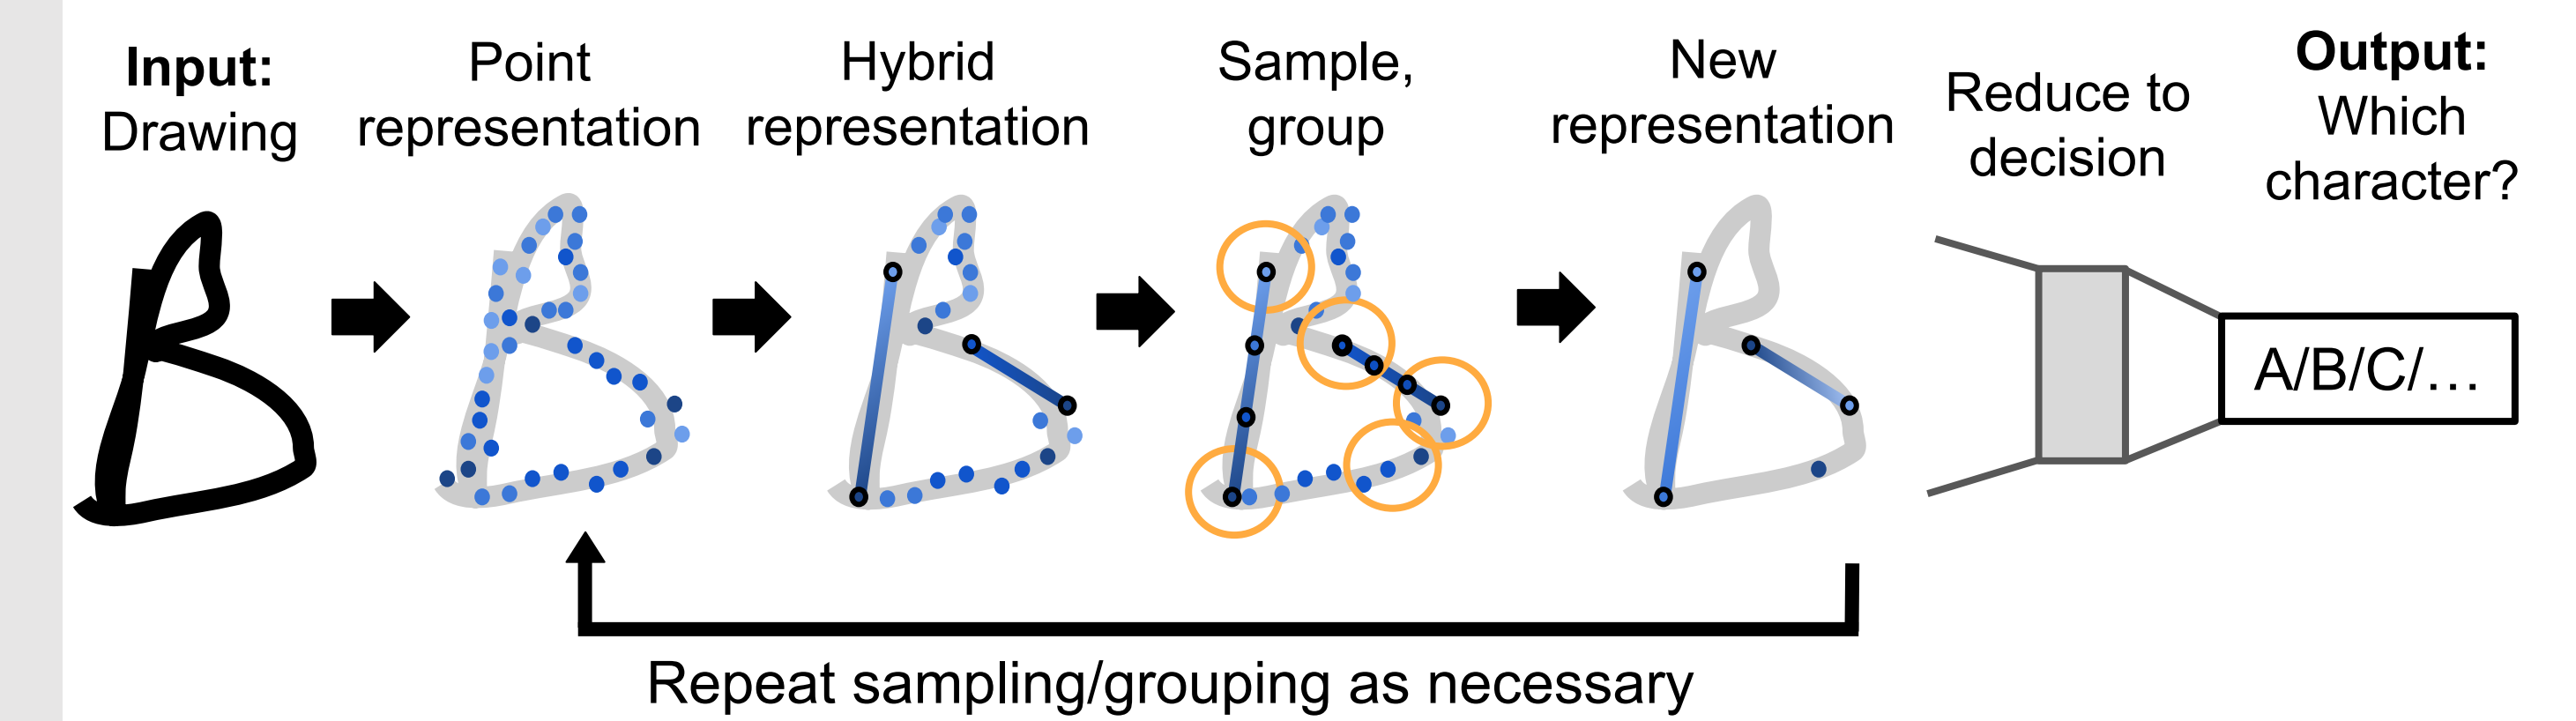 Input:
Drawing
Point
representation
Hybrid
representation
Sample,
group
New
representation
Reduce to
decision
Output:
Which
character?
A/B/C/…
Repeat sampling/grouping as necessary